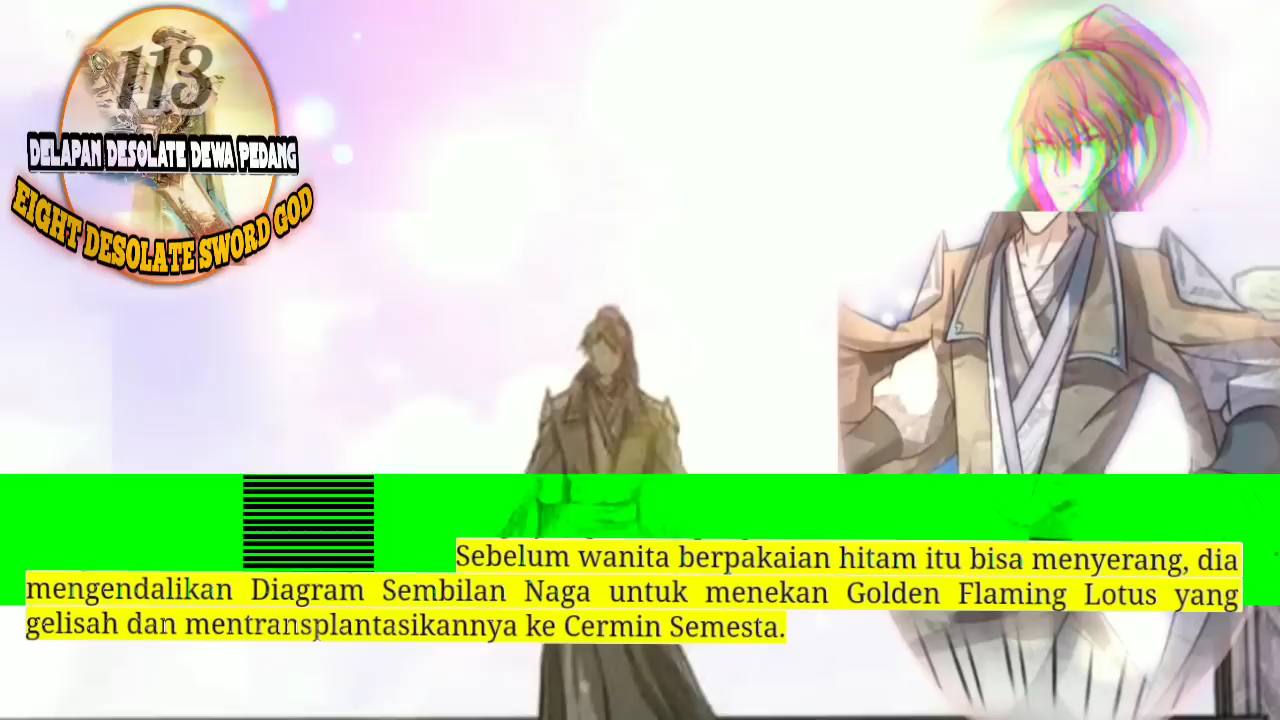 113
DELAPAN DESOLATE DEWA PEDANG
EIGHT DESOLATE SWORD GOD
Sebelum wanita berpakaian hitam itu bisa menyerang, dia
mengendalikan Diagram Sembilan Naga untuk menekan Golden Flaming Lotus yang
gelisah dan mentransplantasikannya ke Cermin Semesta.